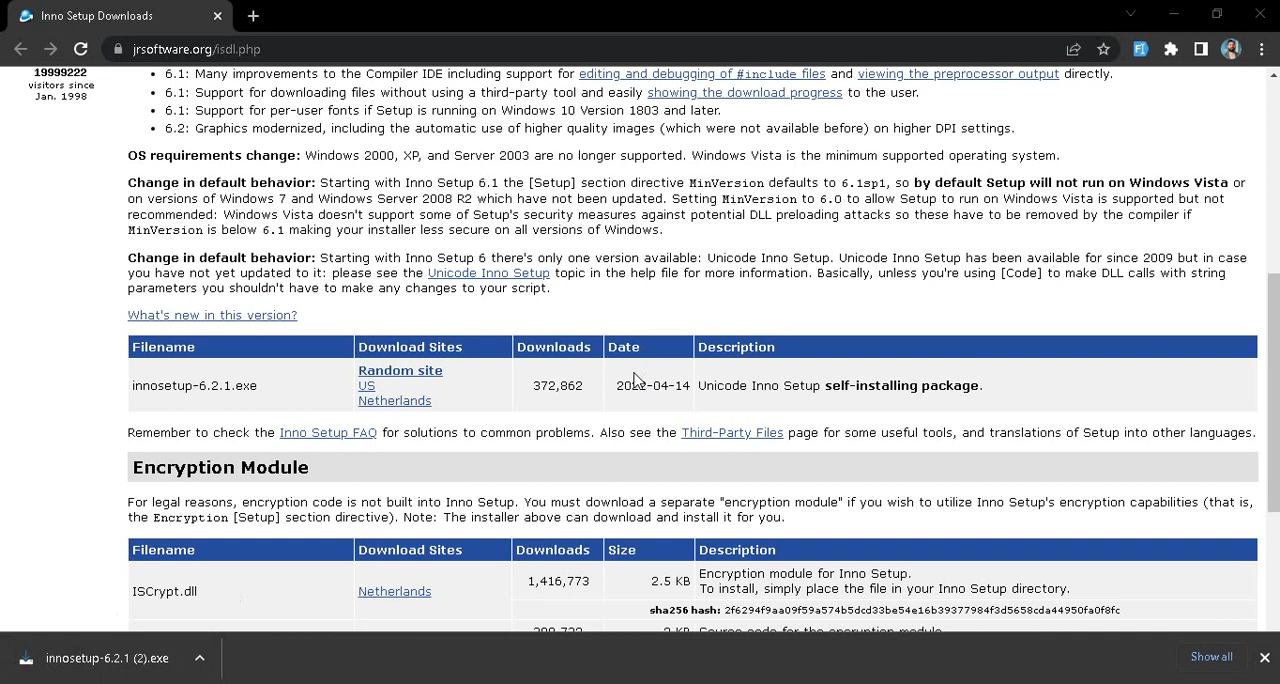 Inno Setup Downloads
jrsoftware.org/isdl.php
19999222
visitors since
Jan. 1998
6.1: Many improvements to the Compiler IDE including support for editing and debugging of #include files and viewing the preprocessor output directly.
6.1: Support for downloading files without using a third-party tool and easily showing the download progress to the user.
6.1: Support for per-user fonts if Setup is running on Windows 10 Version 1803 and later.
6.2: Graphics modernized, including the automatic use of higher quality images (which were not available before) on higher DPI settings.
OS requirements change: Windows 2000, XP, and Server 2003 are no longer supported. Windows Vista is the minimum supported operating system.
Change in default behavior: Starting with Inno Setup 6.1 the [Setup] section directive MinVersion defaults to 6.1sp1, so by default Setup will not run on Windows Vista or
on versions of Windows 7 and Windows Server 2008 R2 which have not been updated. Setting MinVersion to 6.0 to allow Setup to run on Windows Vista is supported but not
recommended: Windows Vista doesn't support some of Setup's security measures against potential DLL preloading attacks so these have to be removed by the compiler if
MinVersion is below 6.1 making your installer less secure on all versions of Windows.
Change in default behavior: Starting with Inno Setup 6 there's only one version available: Unicode Inno Setup. Unicode Inno Setup has been available for since 2009 but in case
you have not yet updated to it: please see the Unicode Inno Setup topic in the help file for more information. Basically, unless you're using [Code] to make DLL calls with string
parameters you shouldn't have to make any changes to your script.
What's new in this version?
Filename Download Sites Downloads Date Description
innosetup-6.2.1.exe Random site US Netherlands 372,862 2022-04-14 Unicode Inno Setup self-installing package.
Remember to check the Inno Setup FAQ for solutions to common problems. Also see the Third-Party Files page for some useful tools, and translations of Setup into other languages.
Encryption Module
For legal reasons, encryption code is not built into Inno Setup. You must download a separate "encryption module" if you wish to utilize Inno Setup's encryption capabilities (that is,
the Encryption [Setup] section directive). Note: The installer above can download and install it for you.
Filename Download Sites Downloads Size Description
ISCrypt.dll Netherlands 1,416,773 2.5 KB Encryption module for Inno Setup.
To install, simply place the file in your Inno Setup directory.
sha256 hash: 2f6294f9aa09f59a574b5dcd33be54e16b39377984f3d5658cda44950fa0f8fc
Source code for the encryption module
innosetup-6.2.1 (2).exe
Show all